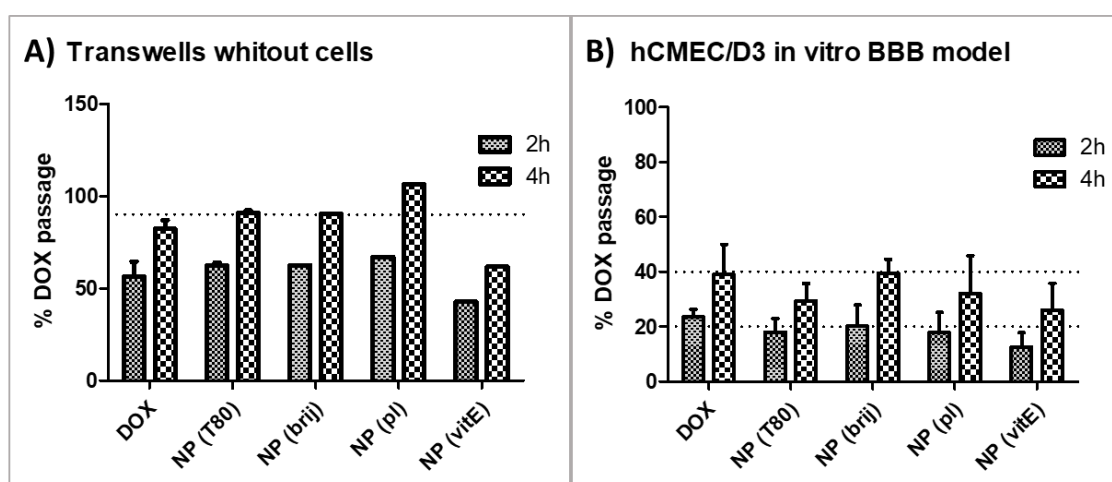 A) Transwells whitout cells
150
100
50
0
% DOX passage
2h
4h
DOX
NP (T80)
NP (brij)
NP (pl)
NP (vitE)
B) hCMEC/D3 in vitro BBB model
100
80
60
40
20
0
% DOX passage
2h
4h
DOX
NP (T80)
NP (brij)
NP (pl)
NP (vitE)